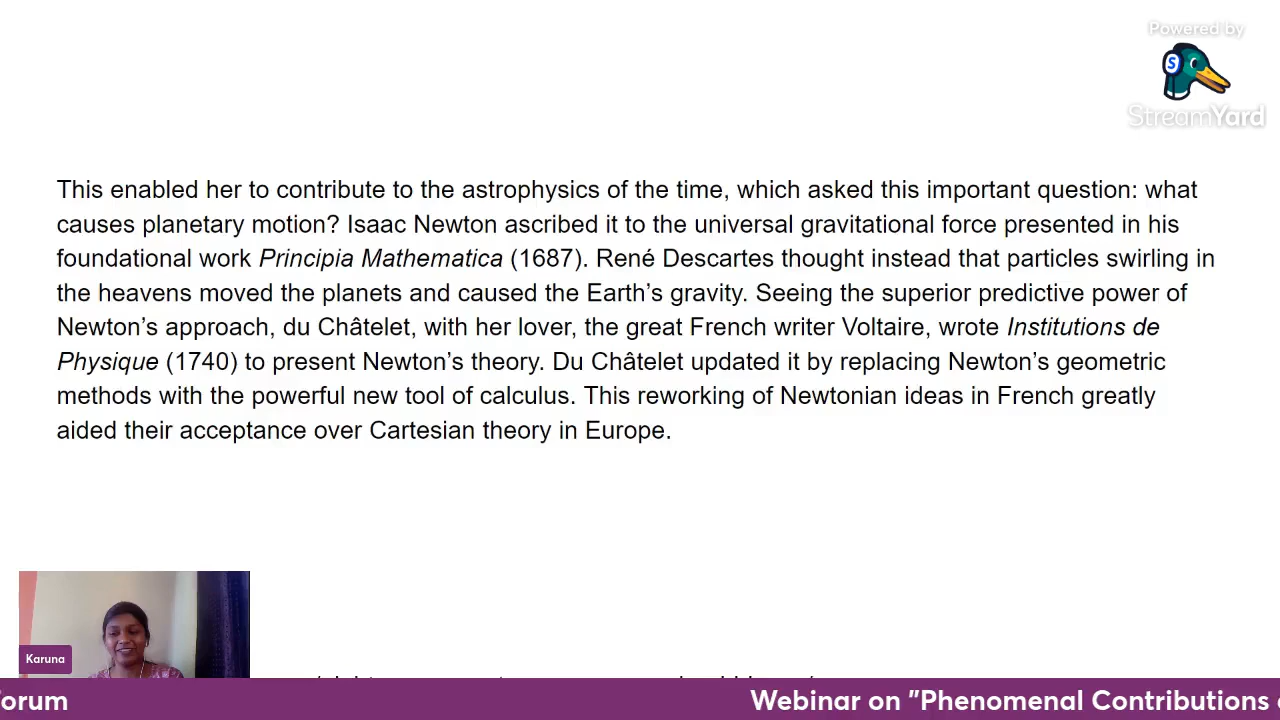 Powered by
S
StreamYard
This enabled her to contribute to the astrophysics of the time, which asked this important question: what
causes planetary motion? Isaac Newton ascribed it to the universal gravitational force presented in his
foundational work Principia Mathematica (1687). René Descartes thought instead that particles swirling in
the heavens moved the planets and caused the Earth’s gravity. Seeing the superior predictive power of
Newton’s approach, du Châtelet, with her lover, the great French writer Voltaire, wrote Institutions de
Physique (1740) to present Newton’s theory. Du Châtelet updated it by replacing Newton’s geometric
methods with the powerful new tool of calculus. This reworking of Newtonian ideas in French greatly
aided their acceptance over Cartesian theory in Europe.
Karuna
orum Webinar on "Phenomenal Contributions